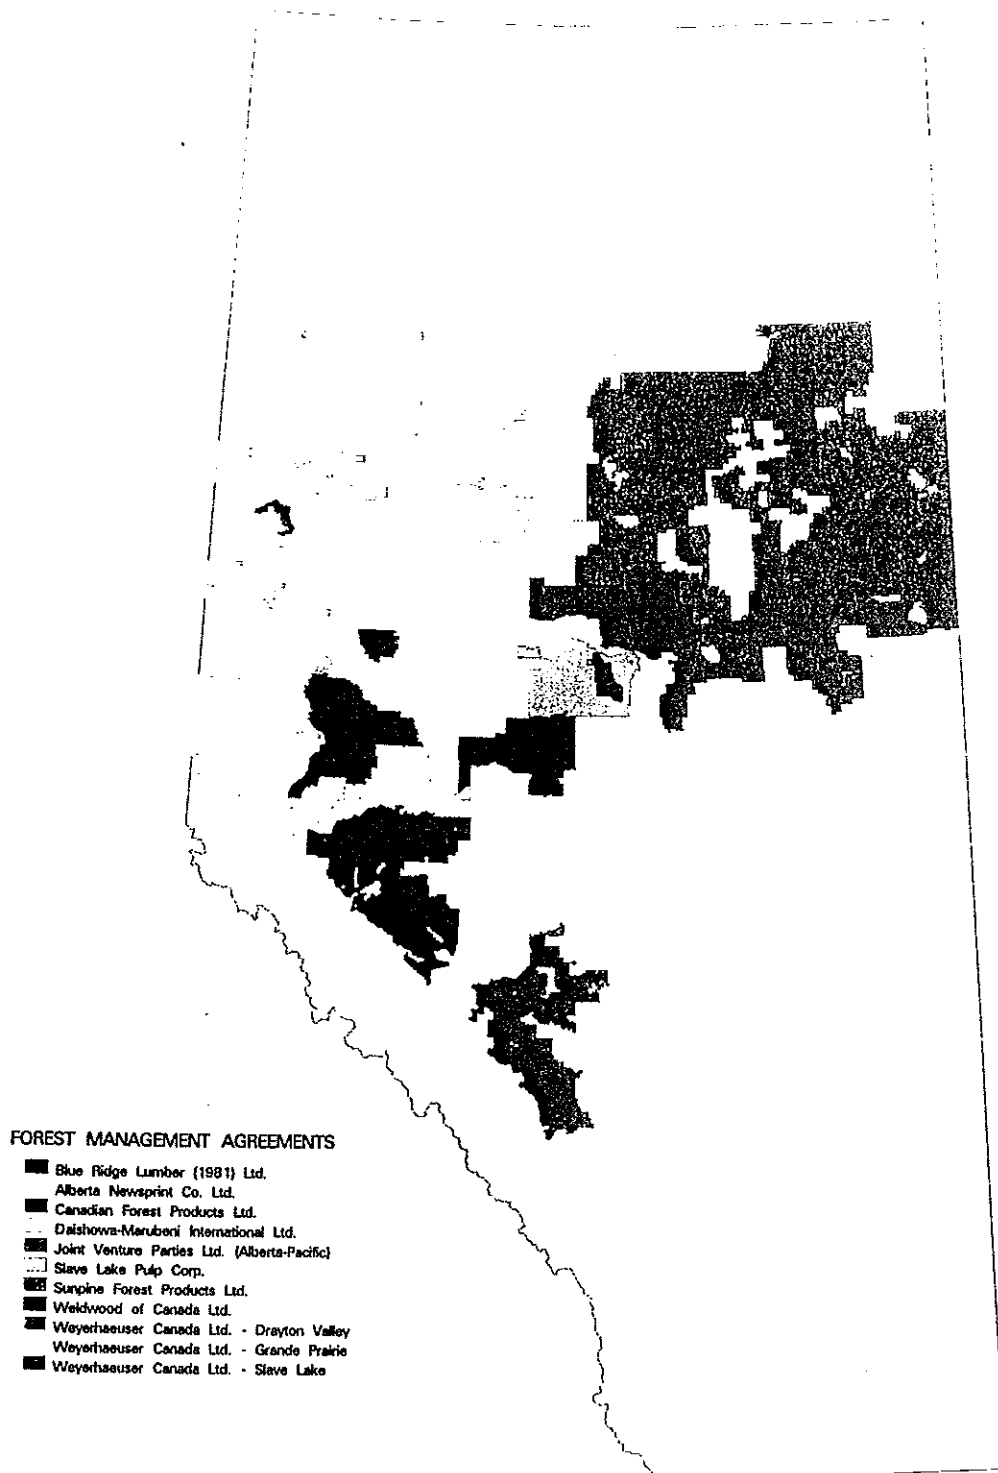 FOREST MANAGEMENT AGREEMENTS
Blue Ridge Lumber (1981) Ltd.
Alberta Newsprint Co. Ltd.
Canadian Forest Products Ltd.
Daishowa-Marubeni International Ltd.
Joint Venture Parties Ltd. (Alberta-Pacific)
Slave Lake Pulp Corp.
Sunpine Forest Products Ltd.
Weldwood of Canada Ltd.
Weyerhaeuser Canada Ltd. - Drayton Valley
Weyerhaeuser Canada Ltd. - Grande Prairie
Weyerhaeuser Canada Ltd. - Slave Lake